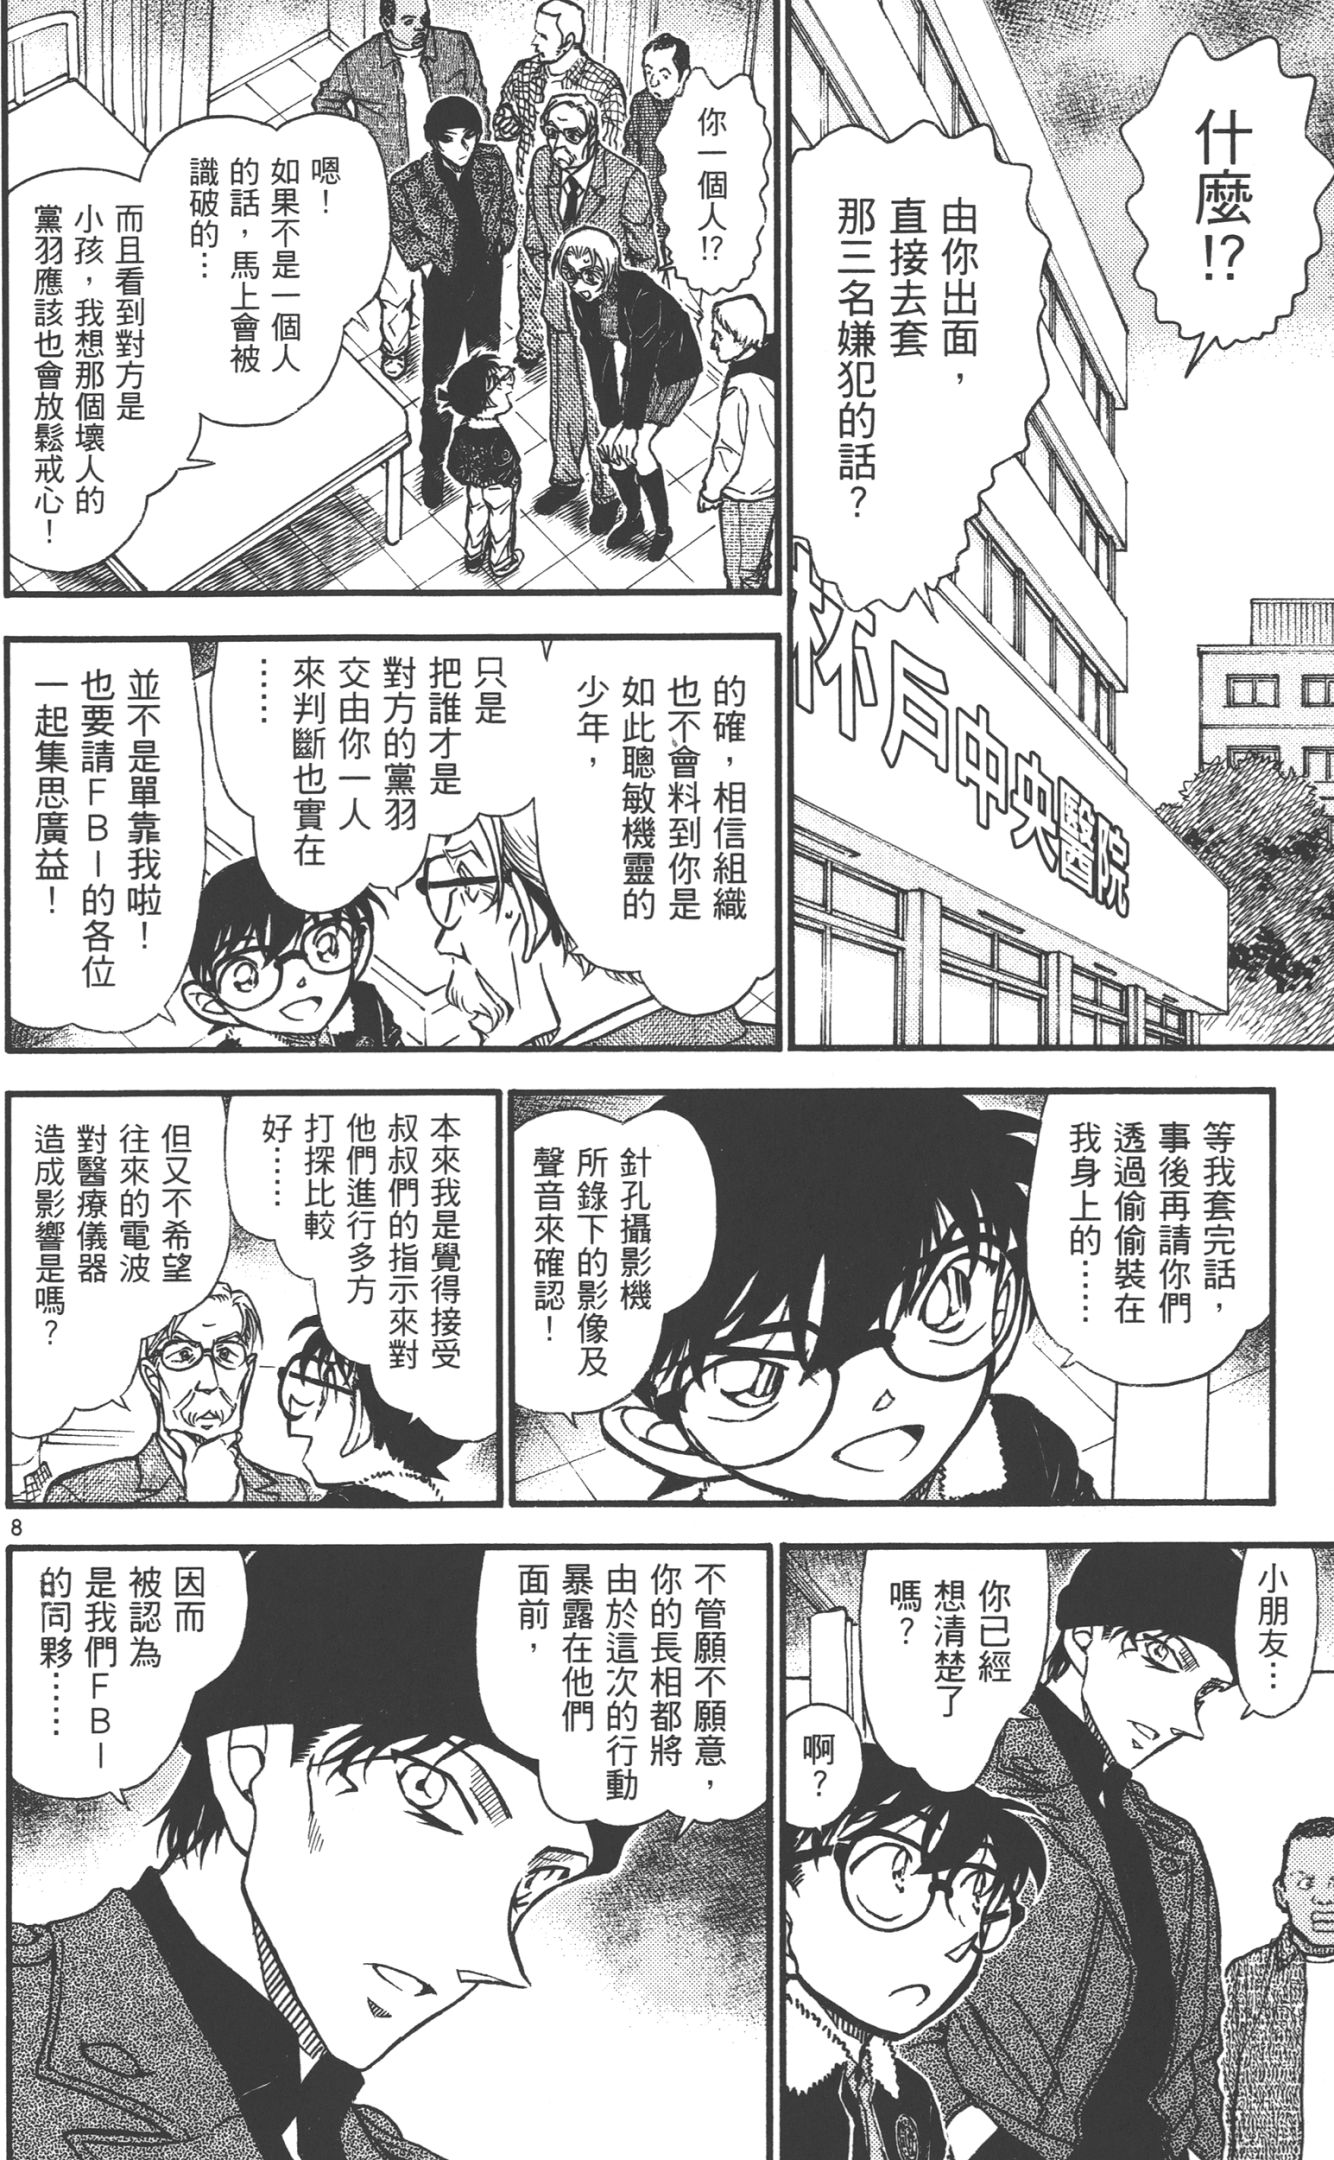 什麼!?
由你出面，
直接去套
那三名嫌犯的話？
杯戶中央醫院
你一個人!?
嗯！
如果不是一個人
的話，馬上會被
識破的…
而且看到對方是
小孩，我想那個壞人的
黨羽應該也會放鬆戒心！
的確，相信組織
也不會料到你是
如此聰敏機靈的
少年，
只是
把誰才是
對方的黨羽
交由你一人
來判斷也實在
……
並不是單靠我啦！
也要請FBI的各位
一起集思廣益！
等我套完話，
事後再請你們
透過偷偷裝在
我身上的……
針孔攝影機
所錄下的影像及
聲音來確認！
本來我是覺得接受
叔叔們的指示來對
他們進行多方
打探比較
好……
但又不希望
往來的電波
對醫療儀器
造成影響是嗎？
8
小朋友…
你已經
想清楚了
嗎？
啊？
不管願不願意，
你的長相都將
由於這次的行動
暴露在他們
面前，
因而
被認為
是我們FBI
的同夥……